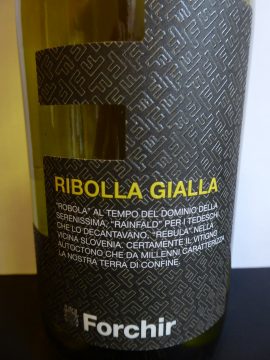 RIBOLLA GIALLA
"ROBOLA" AL TEMPO DEL DOMINIO DELLA
SERENISSIMA, "RAINFALD" PER I TEDESCHI
CHE LO DECANTAVANO, "REBULA" NELLA
VICINA SLOVENIA. CERTAMENTE IL VITIGNO
AUTOCTONO CHE DA MILLENNI CARATTERIZZA
LA NOSTRA TERRA DI CONFINE.
Forchir